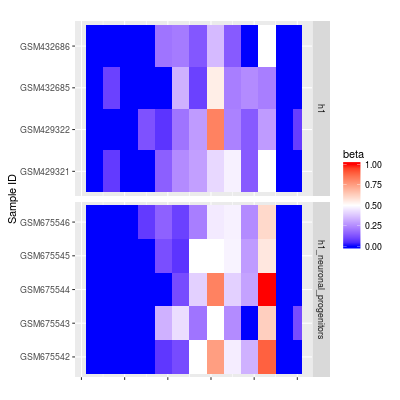 Sample ID
GSM432686
GSM432685
GSM429322
GSM429321
h1
GSM675546
GSM675545
GSM675544
GSM675543
GSM675542
h1_neuronal_progenitors
beta
1.00
0.75
0.50
0.25
0.00